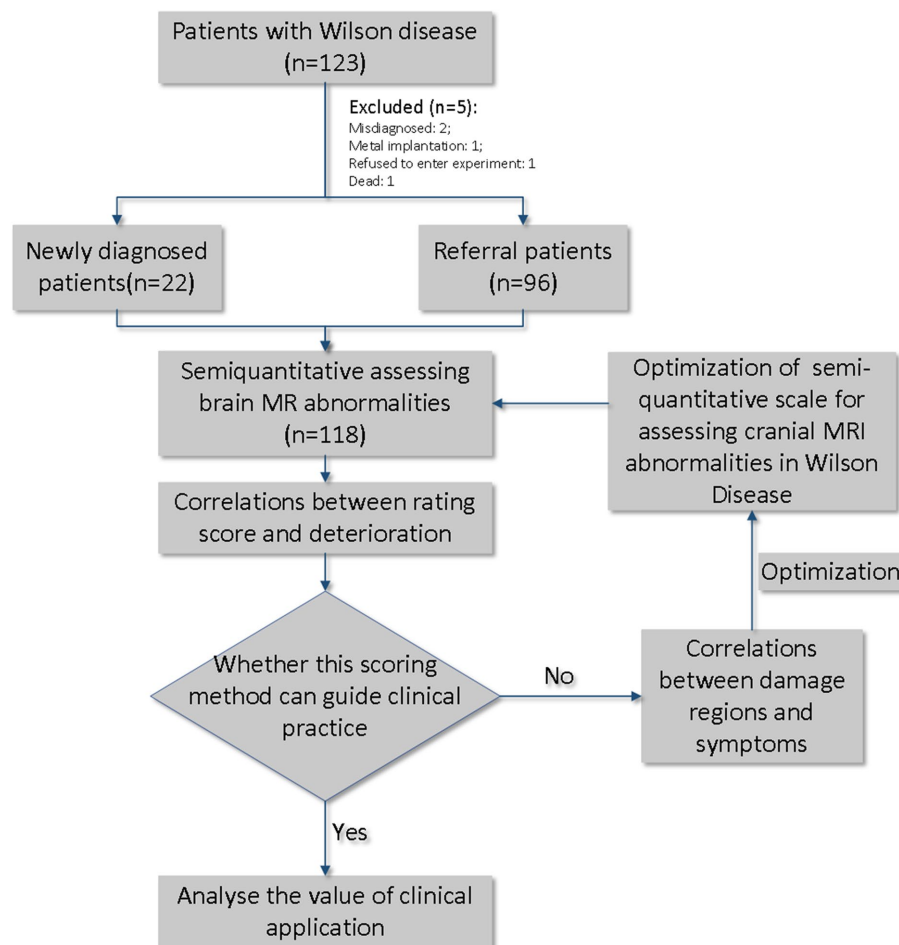 Patients with Wilson disease
(n=123)
Excluded (n=5):
Misdiagnosed: 2;
Metal implantation: 1;
Refused to enter experiment: 1
Dead: 1
Newly diagnosed
patients(n=22)
Referral patients
(n=96)
Semiquantitative assessing
brain MR abnormalities
(n=118)
Optimization of semi-
quantitative scale for
assessing cranial MRI
abnormalities in Wilson
Disease
Correlations between rating
score and deterioration
Optimization
Whether this scoring
method can guide clinical
practice
No
Correlations
between damage
regions and
symptoms
Yes
Analyse the value of clinical
application